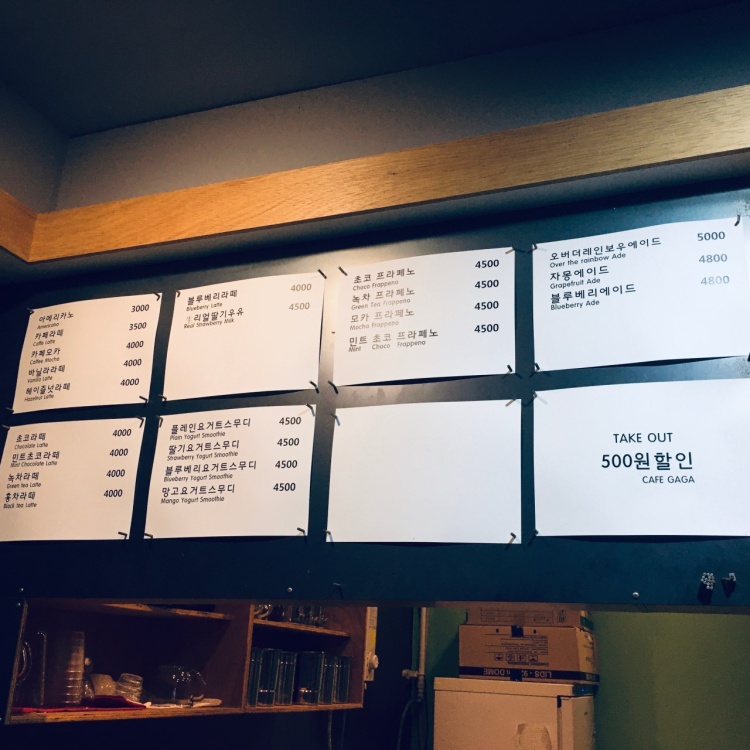 아메리카노 3000
Americano
카페라떼 3500
Caffe Latte
카페모카 4000
Caffee Mocha
바닐라라떼 4000
Vanilla Latte
헤이즐넛라떼 4000
Hazelnut Latte
블루베리라떼 4000
Blueberry Latte
生리얼딸기우유 4500
Real Strawberry Milk
초코 프라페노 4500
Choco Frappeno
녹차 프라페노 4500
Green Tea Frappeno
모카 프라페노 4500
Mocha Frappeno
민트 초코 프라페노 4500
Mint Choco Frappeno
오버더레인보우에이드 5000
Over the rainbow Ade
자몽에이드 4800
Grapefruit Ade
블루베리에이드 4800
Blueberry Ade
초코라떼 4000
Chocolate Latte
민트초코라떼 4000
Mint Chocolate Latte
녹차라떼 4000
Green tea Latte
홍차라떼 4000
Black tea Latte
플레인요거트스무디 4500
Plain Yogurt Smoothie
딸기요거트스무디 4500
Strawberry Yogurt Smoothie
블루베리요거트스무디 4500
Blueberry Yogurt Smoothie
망고요거트스무디 4500
Mango Yogurt Smoothie
TAKE OUT
500원할인
CAFE GAGA